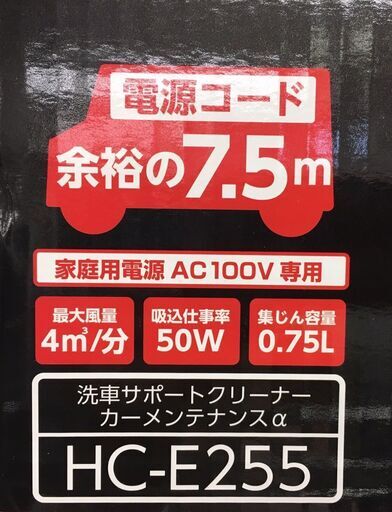 電源コード
余裕の7.5m
家庭用電源 AC100V 専用
最大風量
4㎥/分
吸込仕事率
50W
集じん容量
0.75L
洗車サポートクリーナー
カーメンテナンスα
HC-E255